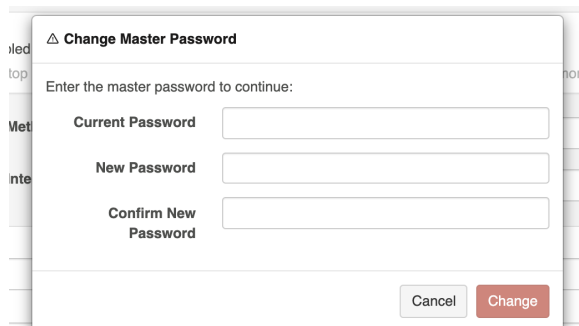 ⚠ Change Master Password
Enter the master password to continue:
Current Password
New Password
Confirm New
Password
Cancel
Change